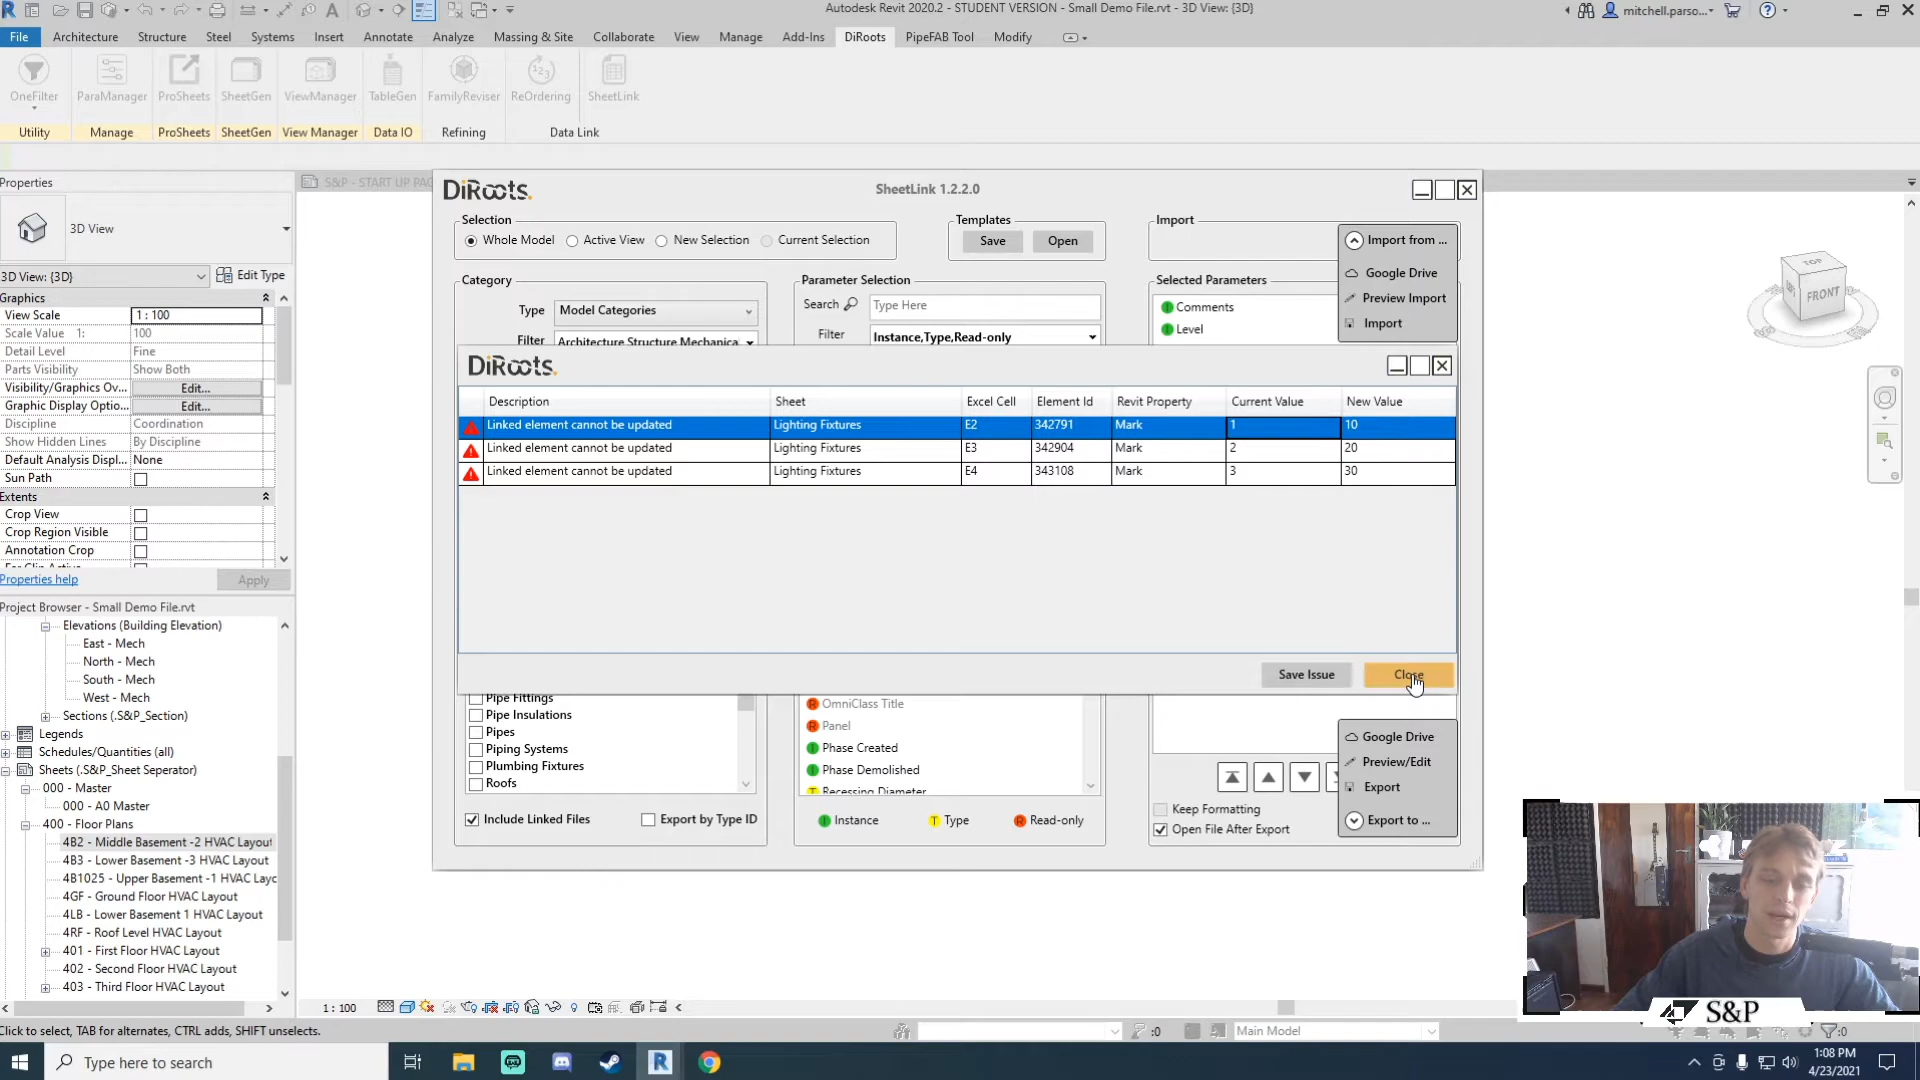 Autodesk Revit 2020.2 - STUDENT VERSION - Small Demo File.rvt - 3D View: {3D}
mitchell.parso...
File Architecture Structure Steel Systems Insert Annotate Analyze Massing & Site Collaborate View Manage Add-Ins DiRoots PipeFAB Tool Modify
OneFilter ParaManager ProSheets SheetGen ViewManager TableGen FamilyReviser ReOrdering SheetLink
Utility Manage ProSheets SheetGen View Manager Data IO Refining Data Link
Properties
3D View
3D View: {3D}
Edit Type
Graphics
View Scale 1 : 100
Scale Value 1: 100
Detail Level Fine
Parts Visibility Show Both
Visibility/Graphics Ov... Edit...
Graphic Display Optio... Edit...
Discipline Coordination
Show Hidden Lines By Discipline
Default Analysis Displ... None
Sun Path
Extents
Crop View
Crop Region Visible
Annotation Crop
Properties help
Apply
Project Browser - Small Demo File.rvt
Elevations (Building Elevation)
East - Mech
North - Mech
South - Mech
West - Mech
Sections (.S&P_Section)
Legends
Schedules/Quantities (all)
Sheets (.S&P_Sheet Seperator)
000 - Master
000 - A0 Master
400 - Floor Plans
4B2 - Middle Basement -2 HVAC Layout
4B3 - Lower Basement -3 HVAC Layout
4B1025 - Upper Basement -1 HVAC Layc
4GF - Ground Floor HVAC Layout
4LB - Lower Basement 1 HVAC Layout
4RF - Roof Level HVAC Layout
401 - First Floor HVAC Layout
402 - Second Floor HVAC Layout
403 - Third Floor HVAC Layout
S&P - START UP PAG
DiRoots.
SheetLink 1.2.2.0
Selection
Whole Model Active View New Selection Current Selection
Templates
Save Open
Import
Import from ...
Google Drive
Preview Import
Import
Category
Type Model Categories
Filter Architecture Structure Mechanica
Parameter Selection
Search Type Here
Filter Instance,Type,Read-only
Selected Parameters
Comments
Level
DiRoots.
Description Sheet Excel Cell Element Id Revit Property Current Value New Value
Linked element cannot be updated Lighting Fixtures E2 342791 Mark 1 10
Linked element cannot be updated Lighting Fixtures E3 342904 Mark 2 20
Linked element cannot be updated Lighting Fixtures E4 343108 Mark 3 30
Save Issue Close
Pipe Fittings
Pipe Insulations
Pipes
Piping Systems
Plumbing Fixtures
Roofs
Include Linked Files Export by Type ID
OmniClass Title
Panel
Phase Created
Phase Demolished
Recessing Diameter
Instance Type Read-only
Google Drive
Preview/Edit
Export
Export to ...
Keep Formatting
Open File After Export
TOP
FRONT
1 : 100
Click to select, TAB for alternates, CTRL adds, SHIFT unselects.
:0
Main Model
:0
S&P
Type here to search
1:08 PM
4/23/2021